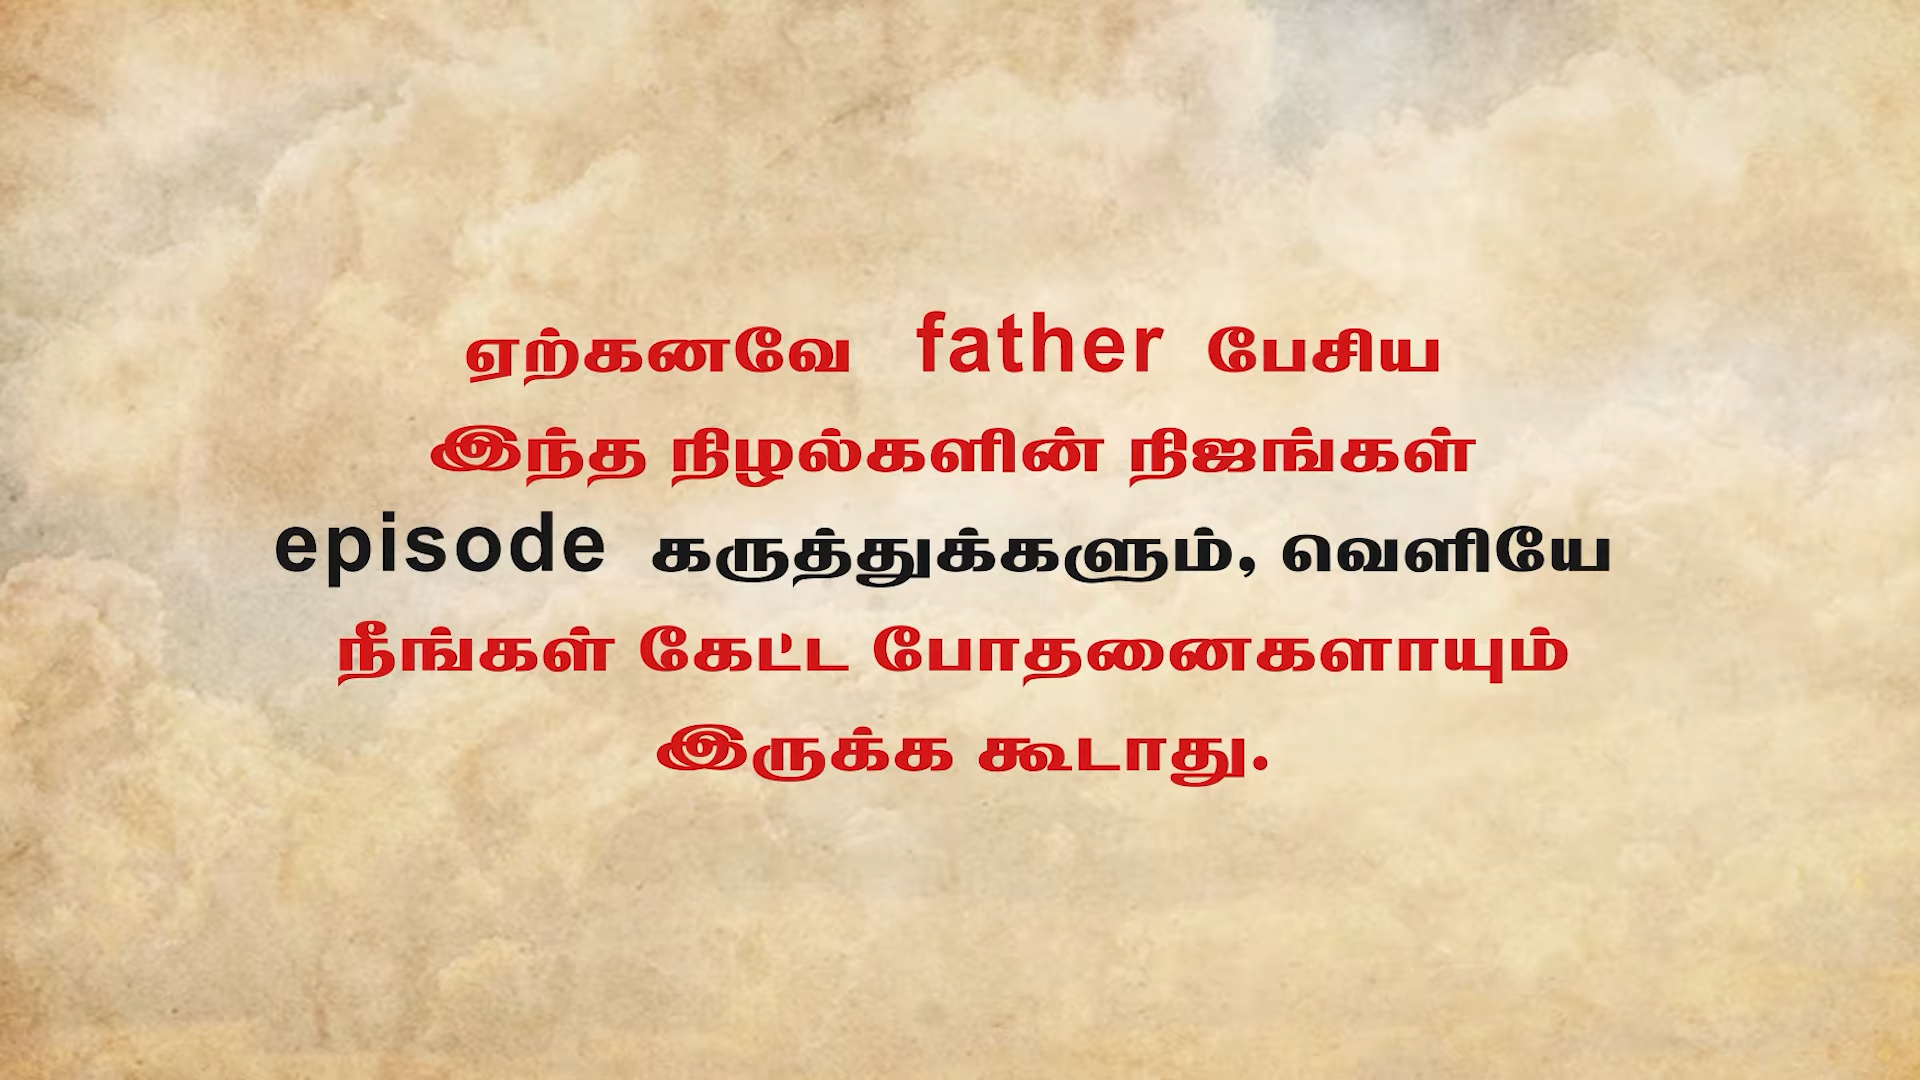 ஏற்கனவே father பேசிய
இந்த நிழல்களின் நிஜங்கள்
episode கருத்துக்களும், வெளியே
நீங்கள் கேட்ட போதனைகளாயும்
இருக்க கூடாது.